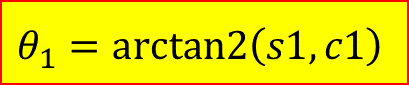 θ₁ = arctan2(s1, c1)